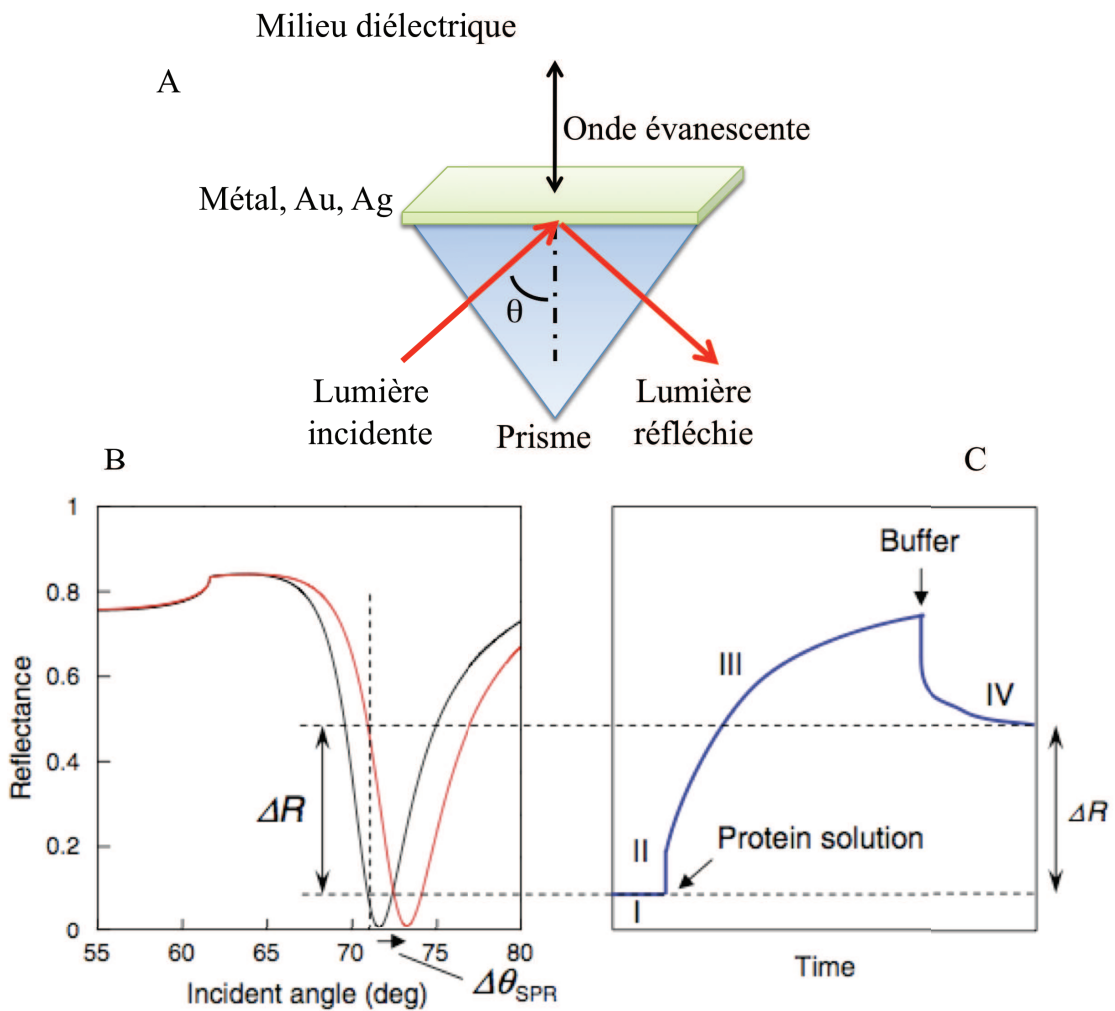 Milieu diélectrique
A
Onde évanescente
Métal, Au, Ag
θ
Lumière
incidente
Prisme
Lumière
réfléchie
B
C
1
0.8
0.6
0.4
0.2
0
Reflectance
ΔR
55
60
65
70
75
80
Incident angle (deg)
ΔθSPR
Buffer
III
IV
II
Protein solution
I
ΔR
Time